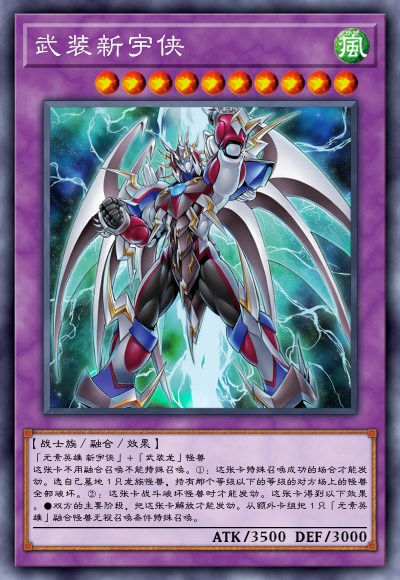 武装新宇侠
風
【战士族／融合／效果】
「元素英雄 新宇侠」＋「武装龙」怪兽
这张卡不用融合召唤不能特殊召唤。①：这张卡特殊召唤成功的场合才能发
动。选自己墓地1只龙族怪兽，持有那个等级以下的等级的对方场上的怪兽
全部破坏。②：这张卡战斗破坏怪兽时才能发动。这张卡得到以下效果
。●双方的主要阶段，把这张卡解放才能发动。从额外卡组把1只「元素英
雄」融合怪兽无视召唤条件特殊召唤。
ATK/3500 DEF/3000